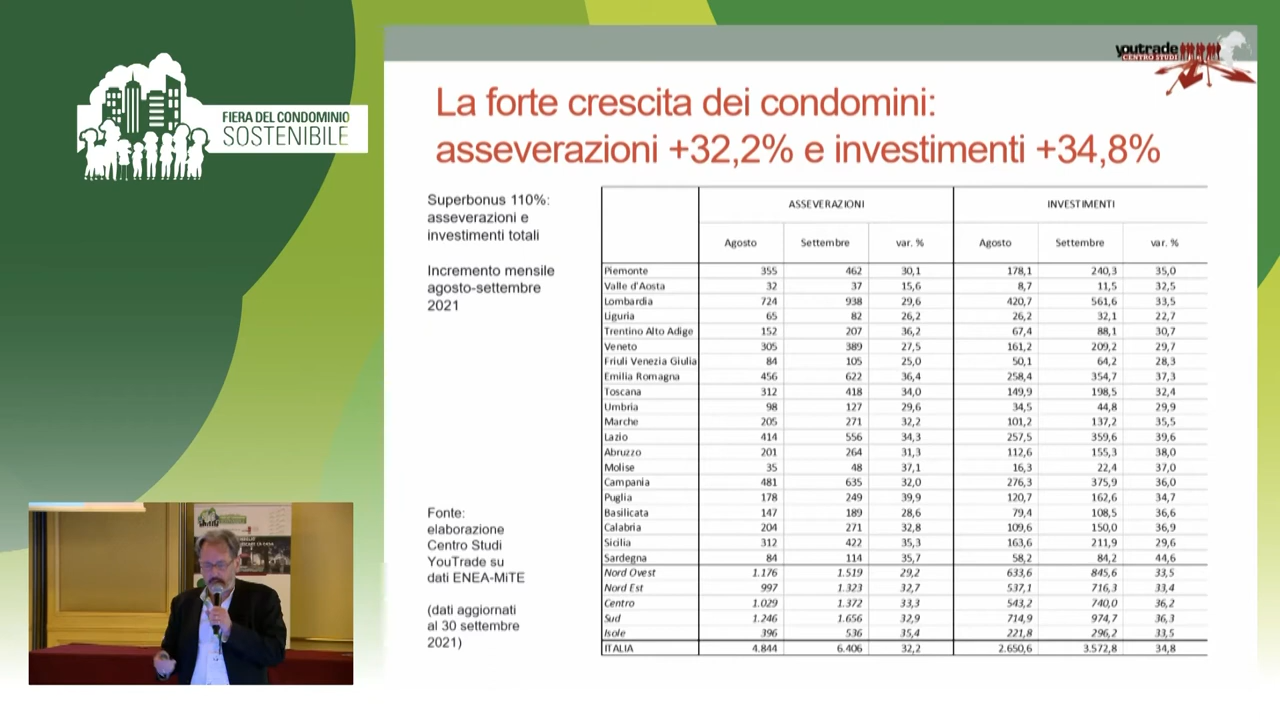 FIERA DEL CONDOMINIO
SOSTENIBILE
youtrade
CENTRO STUDI
La forte crescita dei condomini:
asseverazioni +32,2% e investimenti +34,8%
Superbonus 110%:
asseverazioni e
investimenti totali
Incremento mensile
agosto-settembre
2021
Fonte:
elaborazione
Centro Studi
YouTrade su
dati ENEA-MiTE
(dati aggiornati
al 30 settembre
2021)
ASSEVERAZIONI INVESTIMENTI
Agosto Settembre var. % Agosto Settembre var. %
Piemonte 355 462 30,1 178,1 240,3 35,0
Valle d'Aosta 32 37 15,6 8,7 11,5 32,5
Lombardia 724 938 29,6 420,7 561,6 33,5
Liguria 65 82 26,2 26,2 32,1 22,7
Trentino Alto Adige 152 207 36,2 67,4 88,1 30,7
Veneto 305 389 27,5 161,2 209,2 29,7
Friuli Venezia Giulia 84 105 25,0 50,1 64,2 28,3
Emilia Romagna 456 622 36,4 258,4 354,7 37,3
Toscana 312 418 34,0 149,9 198,5 32,4
Umbria 98 127 29,6 34,5 44,8 29,9
Marche 205 271 32,2 101,2 137,2 35,5
Lazio 414 556 34,3 257,5 359,6 39,6
Abruzzo 201 264 31,3 112,6 155,3 38,0
Molise 35 48 37,1 16,3 22,4 37,0
Campania 481 635 32,0 276,3 375,9 36,0
Puglia 178 249 39,9 120,7 162,6 34,7
Basilicata 147 189 28,6 79,4 108,5 36,6
Calabria 204 271 32,8 109,6 150,0 36,9
Sicilia 312 422 35,3 163,6 211,9 29,6
Sardegna 84 114 35,7 58,2 84,2 44,6
Nord Ovest 1.176 1.519 29,2 633,6 845,6 33,5
Nord Est 997 1.323 32,7 537,1 716,3 33,4
Centro 1.029 1.372 33,3 543,2 740,0 36,2
Sud 1.246 1.656 32,9 714,9 974,7 36,3
Isole 396 536 35,4 221,8 296,2 33,5
ITALIA 4.844 6.406 32,2 2.650,6 3.572,8 34,8